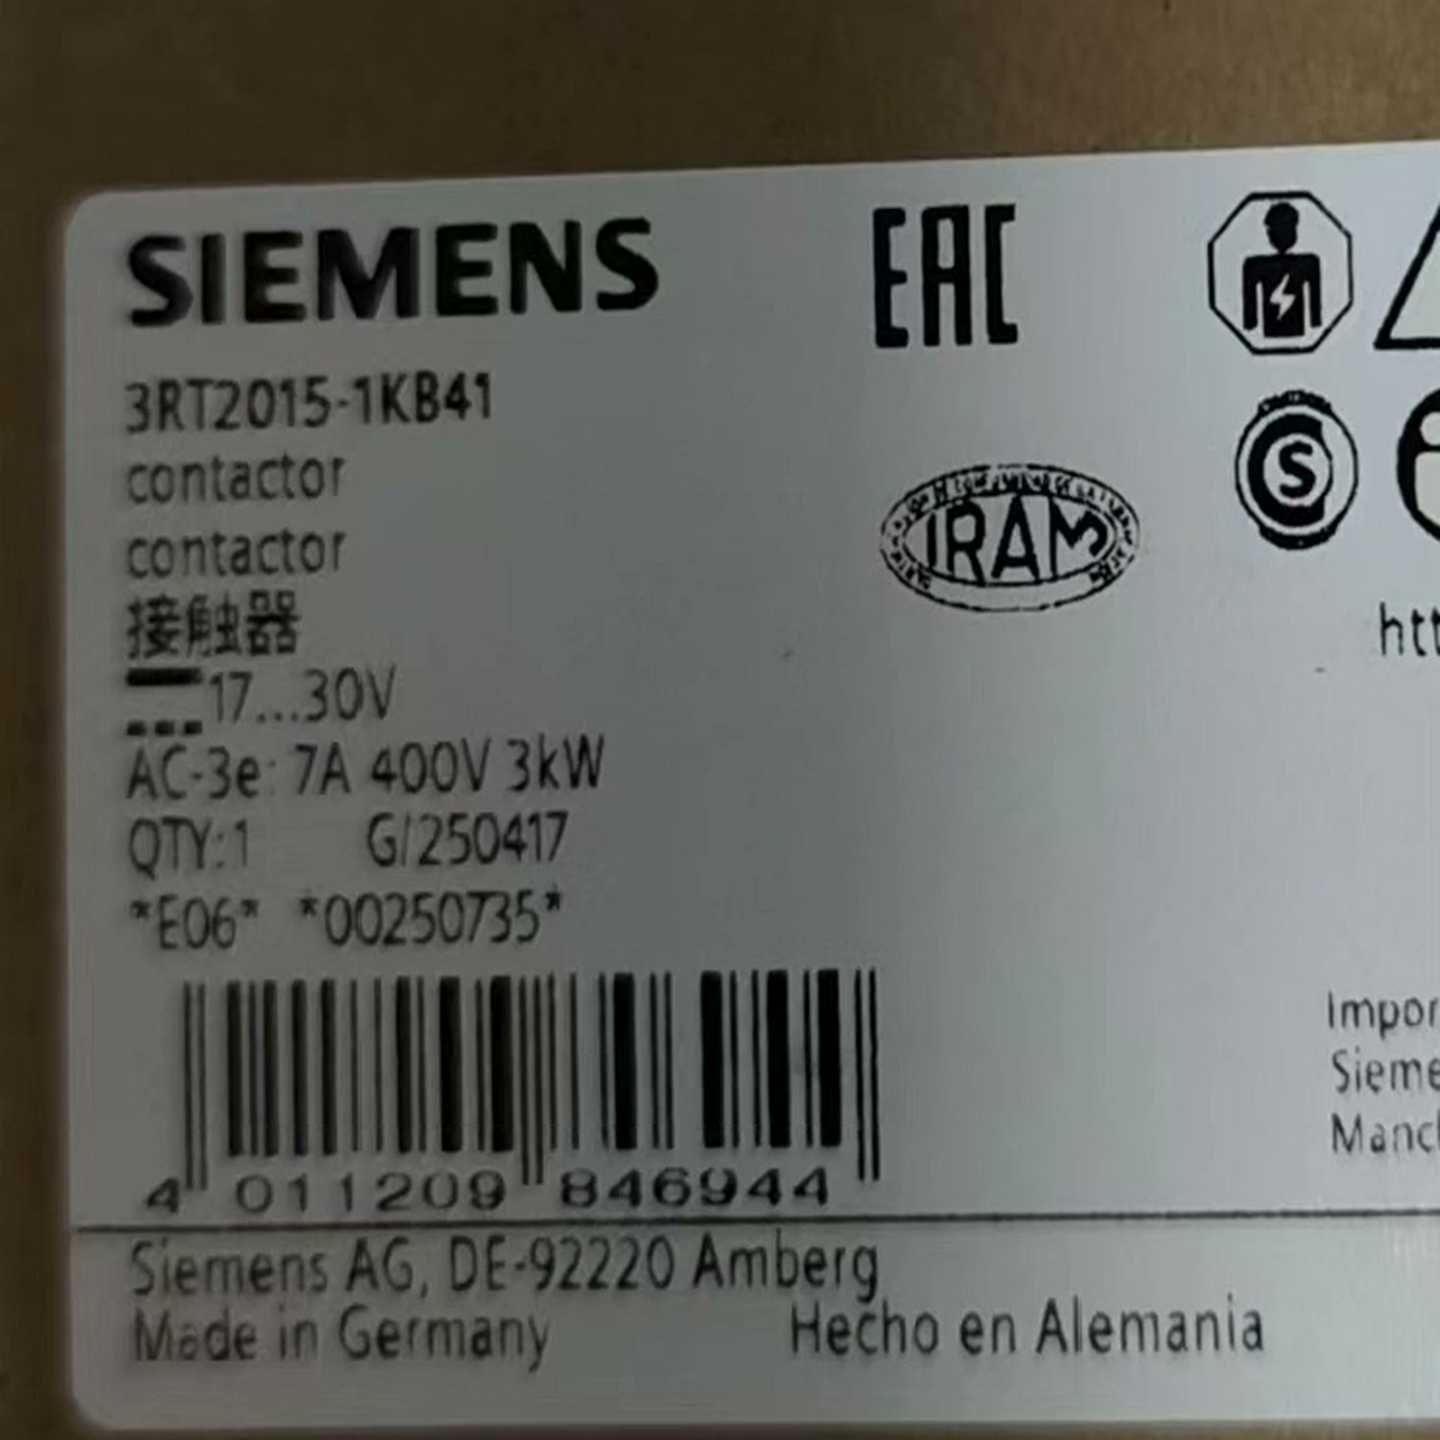 SIEMENS
EAC
3RT2015-1KB41
contactor
contactor
接触器
17...30V
AC-3e: 7A 400V 3kW
QTY:1 G/250417
*E06* *00250735*
IRAM
S
htt
4 011209 846944
Impor
Sieme
Manc
Siemens AG, DE-92220 Amberg
Made in Germany Hecho en Alemania